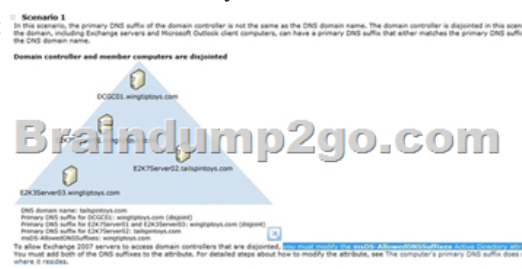 Scenario 1
In this scenario, the primary DNS suffix of the domain controller is not the same as the DNS domain name. The domain controller is disjointed in this scen
the domain, including Exchange servers and Microsoft Outlook client computers, can have a primary DNS suffix that either matches the primary DNS suffi
the DNS domain name.
Domain controller and member computers are disjointed
DCGC01.wingtiptoys.com
Braindump2go.com
E2K7Server02.tailspintoys.com
E2K3Server03.wingtiptoys.com
DNS domain name: tailspintoys.com
Primary DNS suffix for DCGC01: wingtiptoys.com (disjoint)
Primary DNS suffix for E2K7Server01 and E2K3Server03: wingtiptoys.com (disjoint)
Primary DNS suffix for E2K7Server02: tailspintoys.com
msDS-AllowedDNSSuffixes: wingtiptoys.com
To allow Exchange 2007 servers to access domain controllers that are disjointed, you must modify the msDS-AllowedDNSSuffixes Active Directory att
You must add both of the DNS suffixes to the attribute. For detailed steps about how to modify the attribute, see The computer's primary DNS suffix does
where it resides.